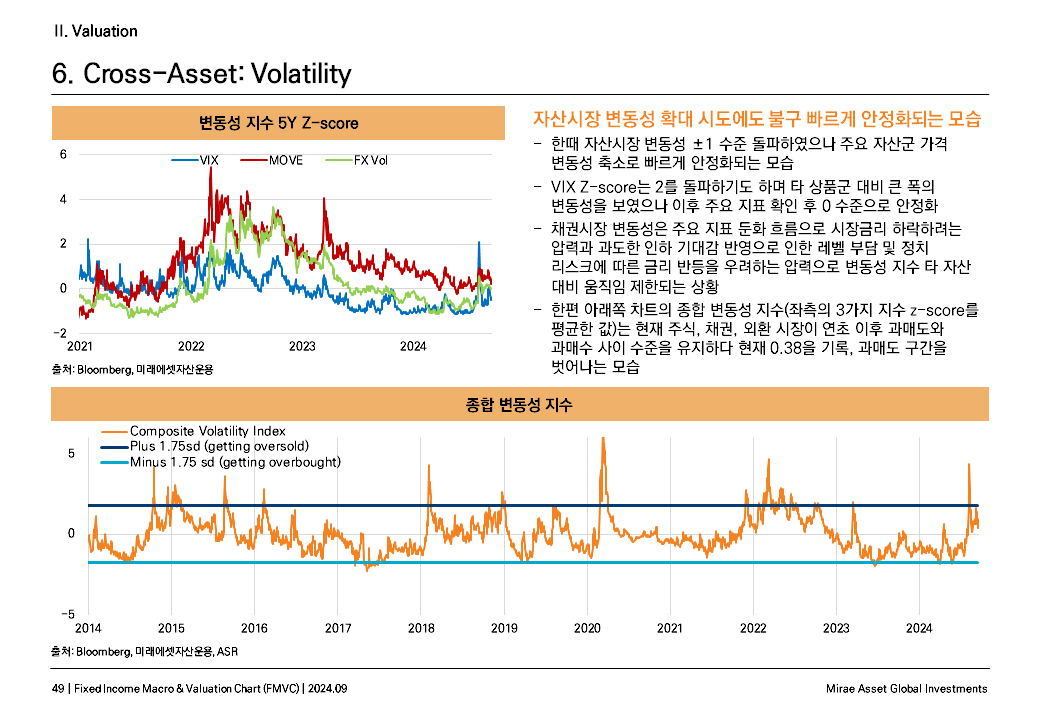 II. Valuation
6. Cross-Asset: Volatility
변동성 지수 5Y Z-score
6
VIX
MOVE
FX Vol
4
2
0
-2
2021
2022
2023
2024
출처: Bloomberg, 미래에셋자산운용
자산시장 변동성 확대 시도에도 불구 빠르게 안정화되는 모습
- 한때 자산시장 변동성 ±1 수준 돌파하였으나 주요 자산군 가격
변동성 축소로 빠르게 안정화되는 모습
- VIX Z-score는 2를 돌파하기도 하며 타 상품군 대비 큰 폭의
변동성을 보였으나 이후 주요 지표 확인 후 0 수준으로 안정화
- 채권시장 변동성은 주요 지표 둔화 흐름으로 시장금리 하락하려는
압력과 과도한 인하 기대감 반영으로 인한 레벨 부담 및 정치
리스크에 따른 금리 반등을 우려하는 압력으로 변동성 지수 타 자산
대비 움직임 제한되는 상황
- 한편 아래쪽 차트의 종합 변동성 지수(좌측의 3가지 지수 z-score를
평균한 값)는 현재 주식, 채권, 외환 시장이 연초 이후 과매도와
과매수 사이 수준을 유지하다 현재 0.38을 기록, 과매도 구간을
벗어나는 모습
종합 변동성 지수
Composite Volatility Index
Plus 1.75sd (getting oversold)
Minus 1.75 sd (getting overbought)
5
0
-5
2014
2015
2016
2017
2018
2019
2020
2021
2022
2023
2024
출처: Bloomberg, 미래에셋자산운용, ASR
49 | Fixed Income Macro & Valuation Chart (FMVC) | 2024.09
Mirae Asset Global Investments